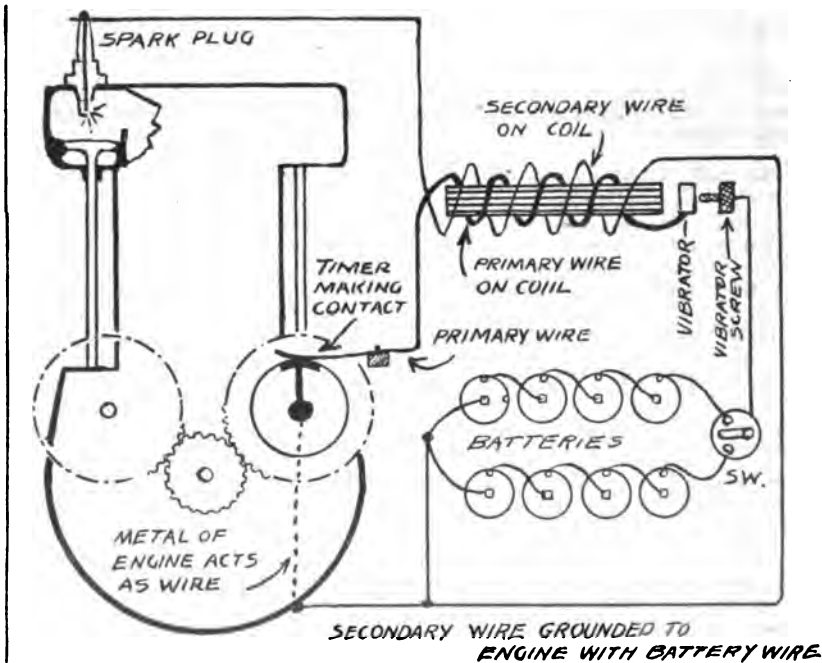 SPARK PLUG
SECONDARY WIRE
ON COIL
TIMER
MAKING
CONTACT
PRIMARY WIRE
ON COIIL
VIBRATOR
VIBRATOR
SCREW
PRIMARY WIRE
BATTERIES
SW.
METAL OF
ENGINE ACTS
AS WIRE
SECONDARY WIRE GROUNDED TO
ENGINE WITH BATTERY WIRE